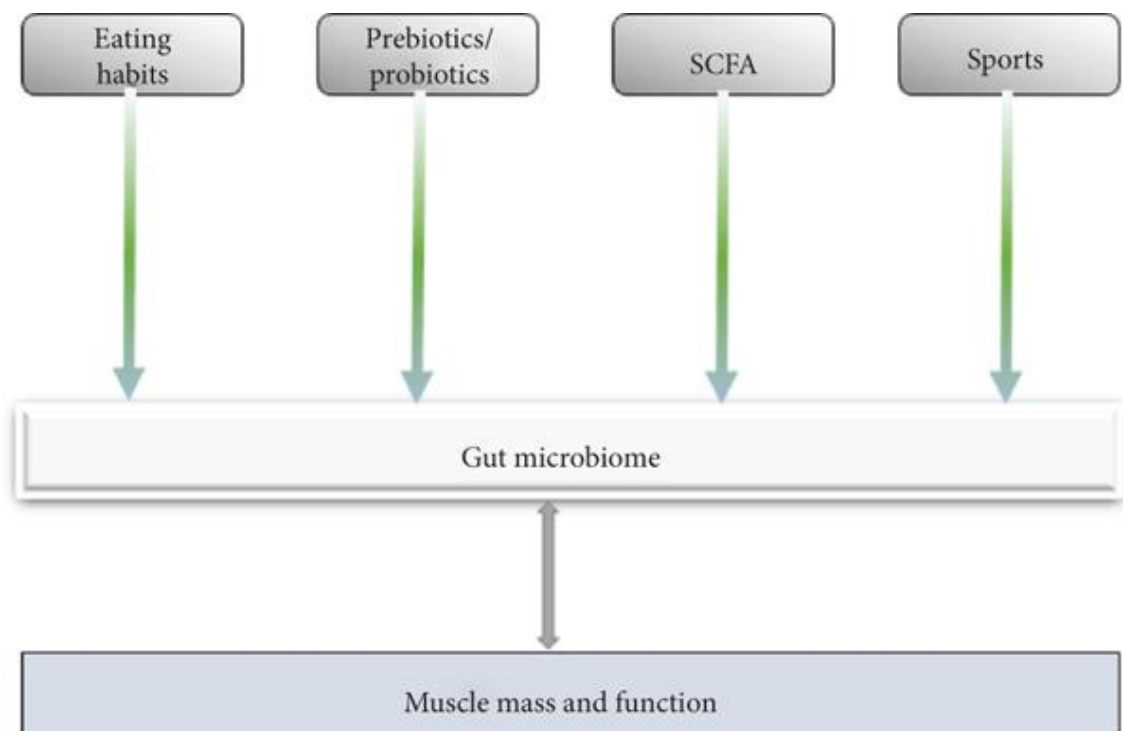 Eating
habits
Prebiotics/
probiotics
SCFA
Sports
Gut microbiome
Muscle mass and function